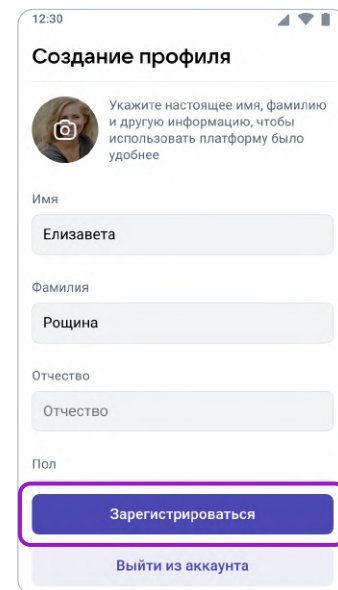 12:30
Создание профиля
Укажите настоящее имя, фамилию
и другую информацию, чтобы
использовать платформу было
удобнее
Имя
Елизавета
Фамилия
Рощина
Отчество
Отчество
Пол
Зарегистрироваться
Выйти из аккаунта